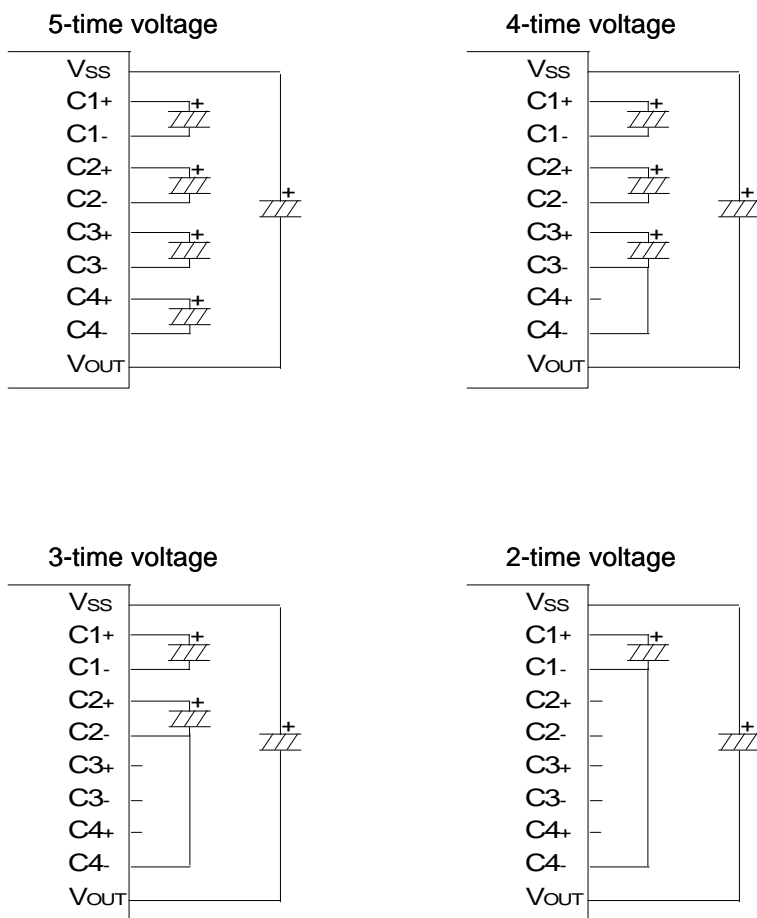 5-time voltage
VSS
C1+
C1-
C2+
C2-
C3+
C3-
C4+
C4-
VOUT
+
+
+
+
+
4-time voltage
VSS
C1+
C1-
C2+
C2-
C3+
C3-
C4+
C4-
VOUT
+
+
+
+
3-time voltage
VSS
C1+
C1-
C2+
C2-
C3+
C3-
C4+
C4-
VOUT
+
+
+
2-time voltage
VSS
C1+
C1-
C2+
C2-
C3+
C3-
C4+
C4-
VOUT
+
+